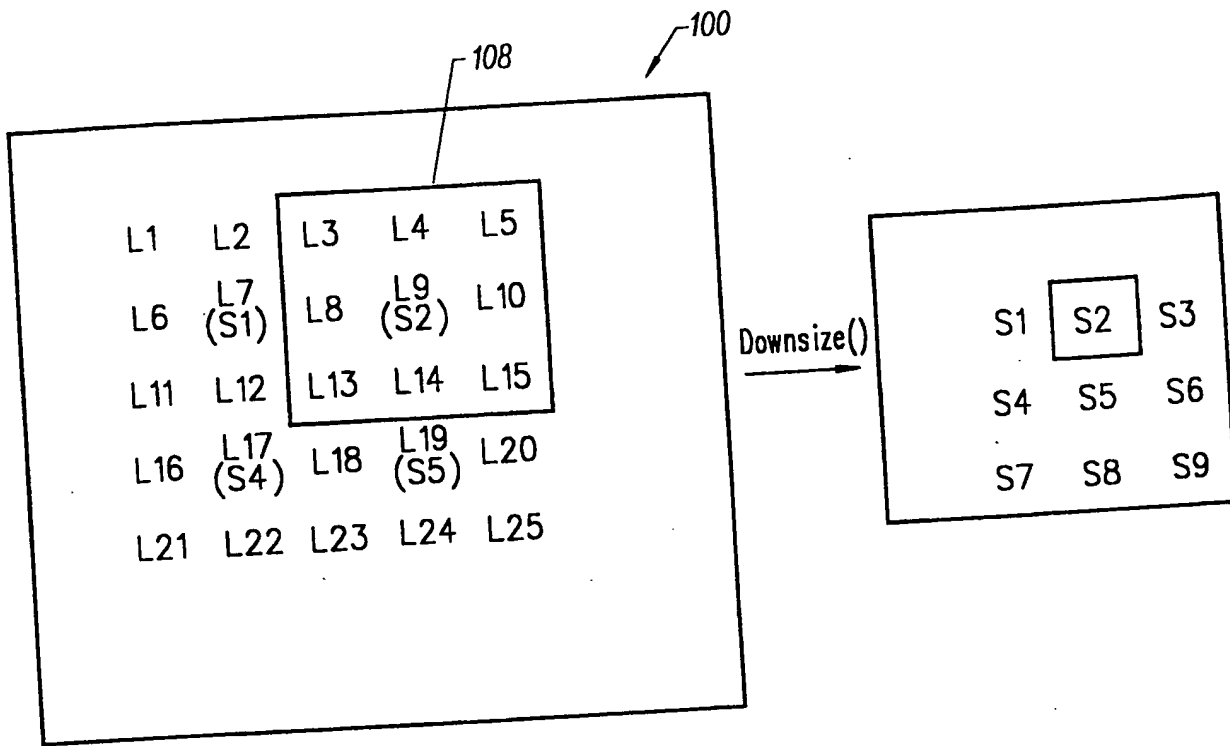 100
108
L1 L2 L3 L4 L5
L6 L7 L8 L9 L10
(S1) (S2)
L11 L12 L13 L14 L15
L16 L17 L18 L19 L20
(S4) (S5)
L21 L22 L23 L24 L25
Downsize()
S1 S2 S3
S4 S5 S6
S7 S8 S9